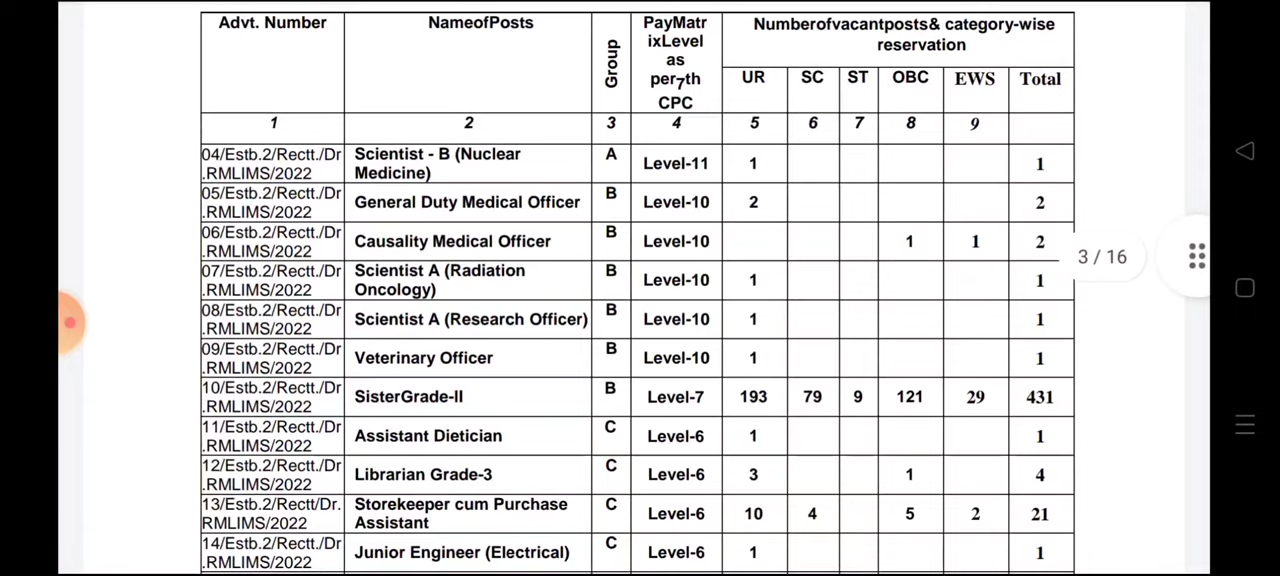 Advt. Number NameofPosts Group PayMatr Numberofvacantposts& category-wise
ixLevel reservation
as
per7th UR SC ST OBC EWS Total
CPC
1 2 3 4 5 6 7 8 9
04/Estb.2/Rectt./Dr Scientist - B (Nuclear A Level-11 1 1
.RMLIMS/2022 Medicine)
05/Estb.2/Rectt./Dr General Duty Medical Officer B Level-10 2 2
.RMLIMS/2022
06/Estb.2/Rectt./Dr Causality Medical Officer B Level-10 1 1 2
.RMLIMS/2022
3 / 16
07/Estb.2/Rectt./Dr Scientist A (Radiation B Level-10 1 1
.RMLIMS/2022 Oncology)
08/Estb.2/Rectt./Dr Scientist A (Research Officer) B Level-10 1 1
.RMLIMS/2022
09/Estb.2/Rectt./Dr Veterinary Officer B Level-10 1 1
.RMLIMS/2022
10/Estb.2/Rectt./Dr SisterGrade-II B Level-7 193 79 9 121 29 431
.RMLIMS/2022
11/Estb.2/Rectt./Dr Assistant Dietician C Level-6 1 1
.RMLIMS/2022
12/Estb.2/Rectt./Dr Librarian Grade-3 C Level-6 3 1 4
.RMLIMS/2022
13/Estb.2/Rectt/Dr. Storekeeper cum Purchase C Level-6 10 4 5 2 21
RMLIMS/2022 Assistant
14/Estb.2/Rectt./Dr Junior Engineer (Electrical) C Level-6 1 1
.RMLIMS/2022